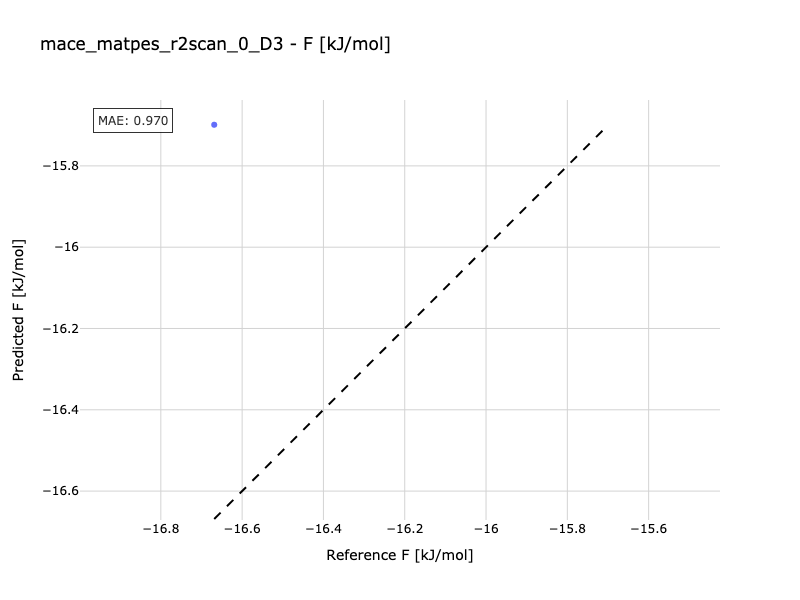 mace_matpes_r2scan_0_D3 - F [kJ/mol]
MAE: 0.970
−15.8
−16
−16.2
−16.4
−16.6
Predicted F [kJ/mol]
−16.8 −16.6 −16.4 −16.2 −16 −15.8 −15.6
Reference F [kJ/mol]